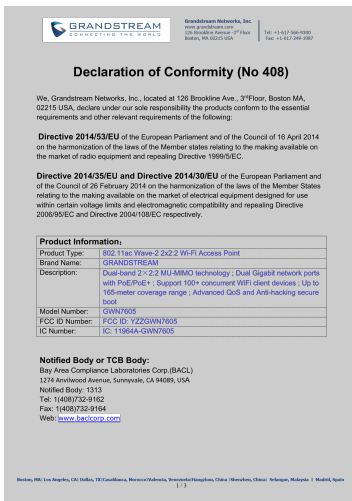 GRANDSTREAM
CONNECTING THE WORLD
Grandstream Networks, Inc.
www.grandstream.com
126 Brookline Avenue -3rd Floor
Boston, MA 02215 USA
Tel: +1-617-566-9300
Fax: +1-617-249-1987
Declaration of Conformity (No 408)
We, Grandstream Networks, Inc., located at 126 Brookline Ave., 3rdFloor, Boston MA,
02215 USA, declare under our sole responsibility the products conform to the essential
requirements and other relevant requirements of the following:
Directive 2014/53/EU of the European Parliament and of the Council of 16 April 2014
on the harmonization of the laws of the Member states relating to the making available on
the market of radio equipment and repealing Directive 1999/5/EC.
Directive 2014/35/EU and Directive 2014/30/EU of the European Parliament and
of the Council of 26 February 2014 on the harmonization of the laws of the Member States
relating to the making available on the market of electrical equipment designed for use
within certain voltage limits and electromagnetic compatibility and repealing Directive
2006/95/EC and Directive 2004/108/EC respectively.
Product Information：
Product Type: 802.11ac Wave-2 2x2:2 Wi-Fi Access Point
Brand Name: GRANDSTREAM
Description: Dual-band 2×2:2 MU-MIMO technology ; Dual Gigabit network ports
with PoE/PoE+ ; Support 100+ concurrent WiFi client devices ; Up to
165-meter coverage range ; Advanced QoS and Anti-hacking secure
boot
Model Number: GWN7605
FCC ID Number: FCC ID: YZZGWN7605
IC Number: IC: 11964A-GWN7605
Notified Body or TCB Body:
Bay Area Compliance Laboratories Corp.(BACL)
1274 Anvilwood Avenue, Sunnyvale, CA 94089, USA
Notified Body: 1313
Tel: 1(408)732-9162
Fax: 1(408)732-9164
Web: www.baclcorp.com
Boston, MA| Los Angeles, CA| Dallas, TX|Casablanca, Morocco|Valencia, Venezuela|Hangzhou, China |Shenzhen, China| Selangor, Malaysia | Madrid, Spain
1 / 3